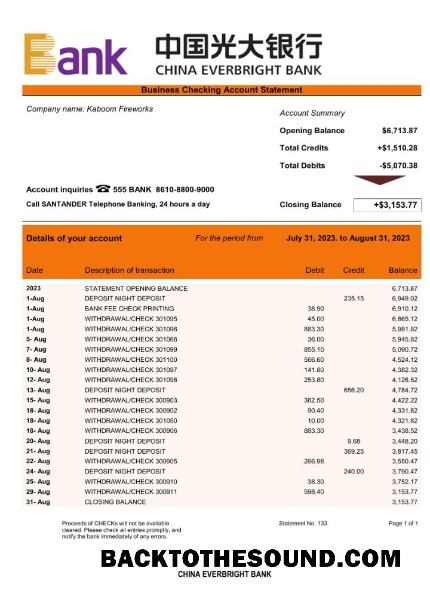 Bank 中国光大银行
CHINA EVERBRIGHT BANK
Business Checking Account Statement
Company name: Kaboom Fireworks
Account Summary
Opening Balance $6,713.87
Total Credits +$1,510.28
Total Debits -$5,070.38
Account inquiries ☎ 555 BANK 8610-8800-9000
Call SANTANDER Telephone Banking, 24 hours a day
Closing Balance +$3,153.77
Details of your account For the period from July 31, 2023. to August 31, 2023
Date Description of transaction Debit Credit Balance
2023 STATEMENT OPENING BALANCE 6,713.87
1-Aug DEPOSIT NIGHT DEPOSIT 235.15 6,949.02
1-Aug BANK FEE CHECK PRINTING 38.90 6,910.12
1-Aug WITHDRAWAL/CHECK 301095 45.00 6,865.12
1-Aug WITHDRAWAL/CHECK 301096 883.30 5,981.82
5- Aug WITHDRAWAL/CHECK 301066 36.00 5,945.82
7- Aug WITHDRAWAL/CHECK 301099 855.10 5,090.72
8- Aug WITHDRAWAL/CHECK 301100 566.60 4,524.12
10- Aug WITHDRAWAL/CHECK 301097 141.80 4,382.32
12- Aug WITHDRAWAL/CHECK 301098 253.80 4,128.52
13- Aug DEPOSIT NIGHT DEPOSIT 656.20 4,784.72
15- Aug WITHDRAWAL/CHECK 300903 362.50 4,422.22
18- Aug WITHDRAWAL/CHECK 300902 90.40 4,331.82
18- Aug WITHDRAWAL/CHECK 301050 10.00 4,321.82
18- Aug WITHDRAWAL/CHECK 300906 883.30 3,438.52
20- Aug DEPOSIT NIGHT DEPOSIT 9.68 3,448.20
21- Aug DEPOSIT NIGHT DEPOSIT 369.25 3,817.45
22- Aug WITHDRAWAL/CHECK 300905 266.98 3,550.47
24- Aug DEPOSIT NIGHT DEPOSIT 240.00 3,790.47
25- Aug WITHDRAWAL/CHECK 300910 38.30 3,752.17
29- Aug WITHDRAWAL/CHECK 300911 598.40 3,153.77
31- Aug CLOSING BALANCE 3,153.77
Proceeds of CHECKs will not be available Statement No. 133 Page 1 of 1
cleared. Please check all entries promptly, and
notify the bank immediately of any errors.
BACKTOTHESOUND.COM
CHINA EVERBRIGHT BANK